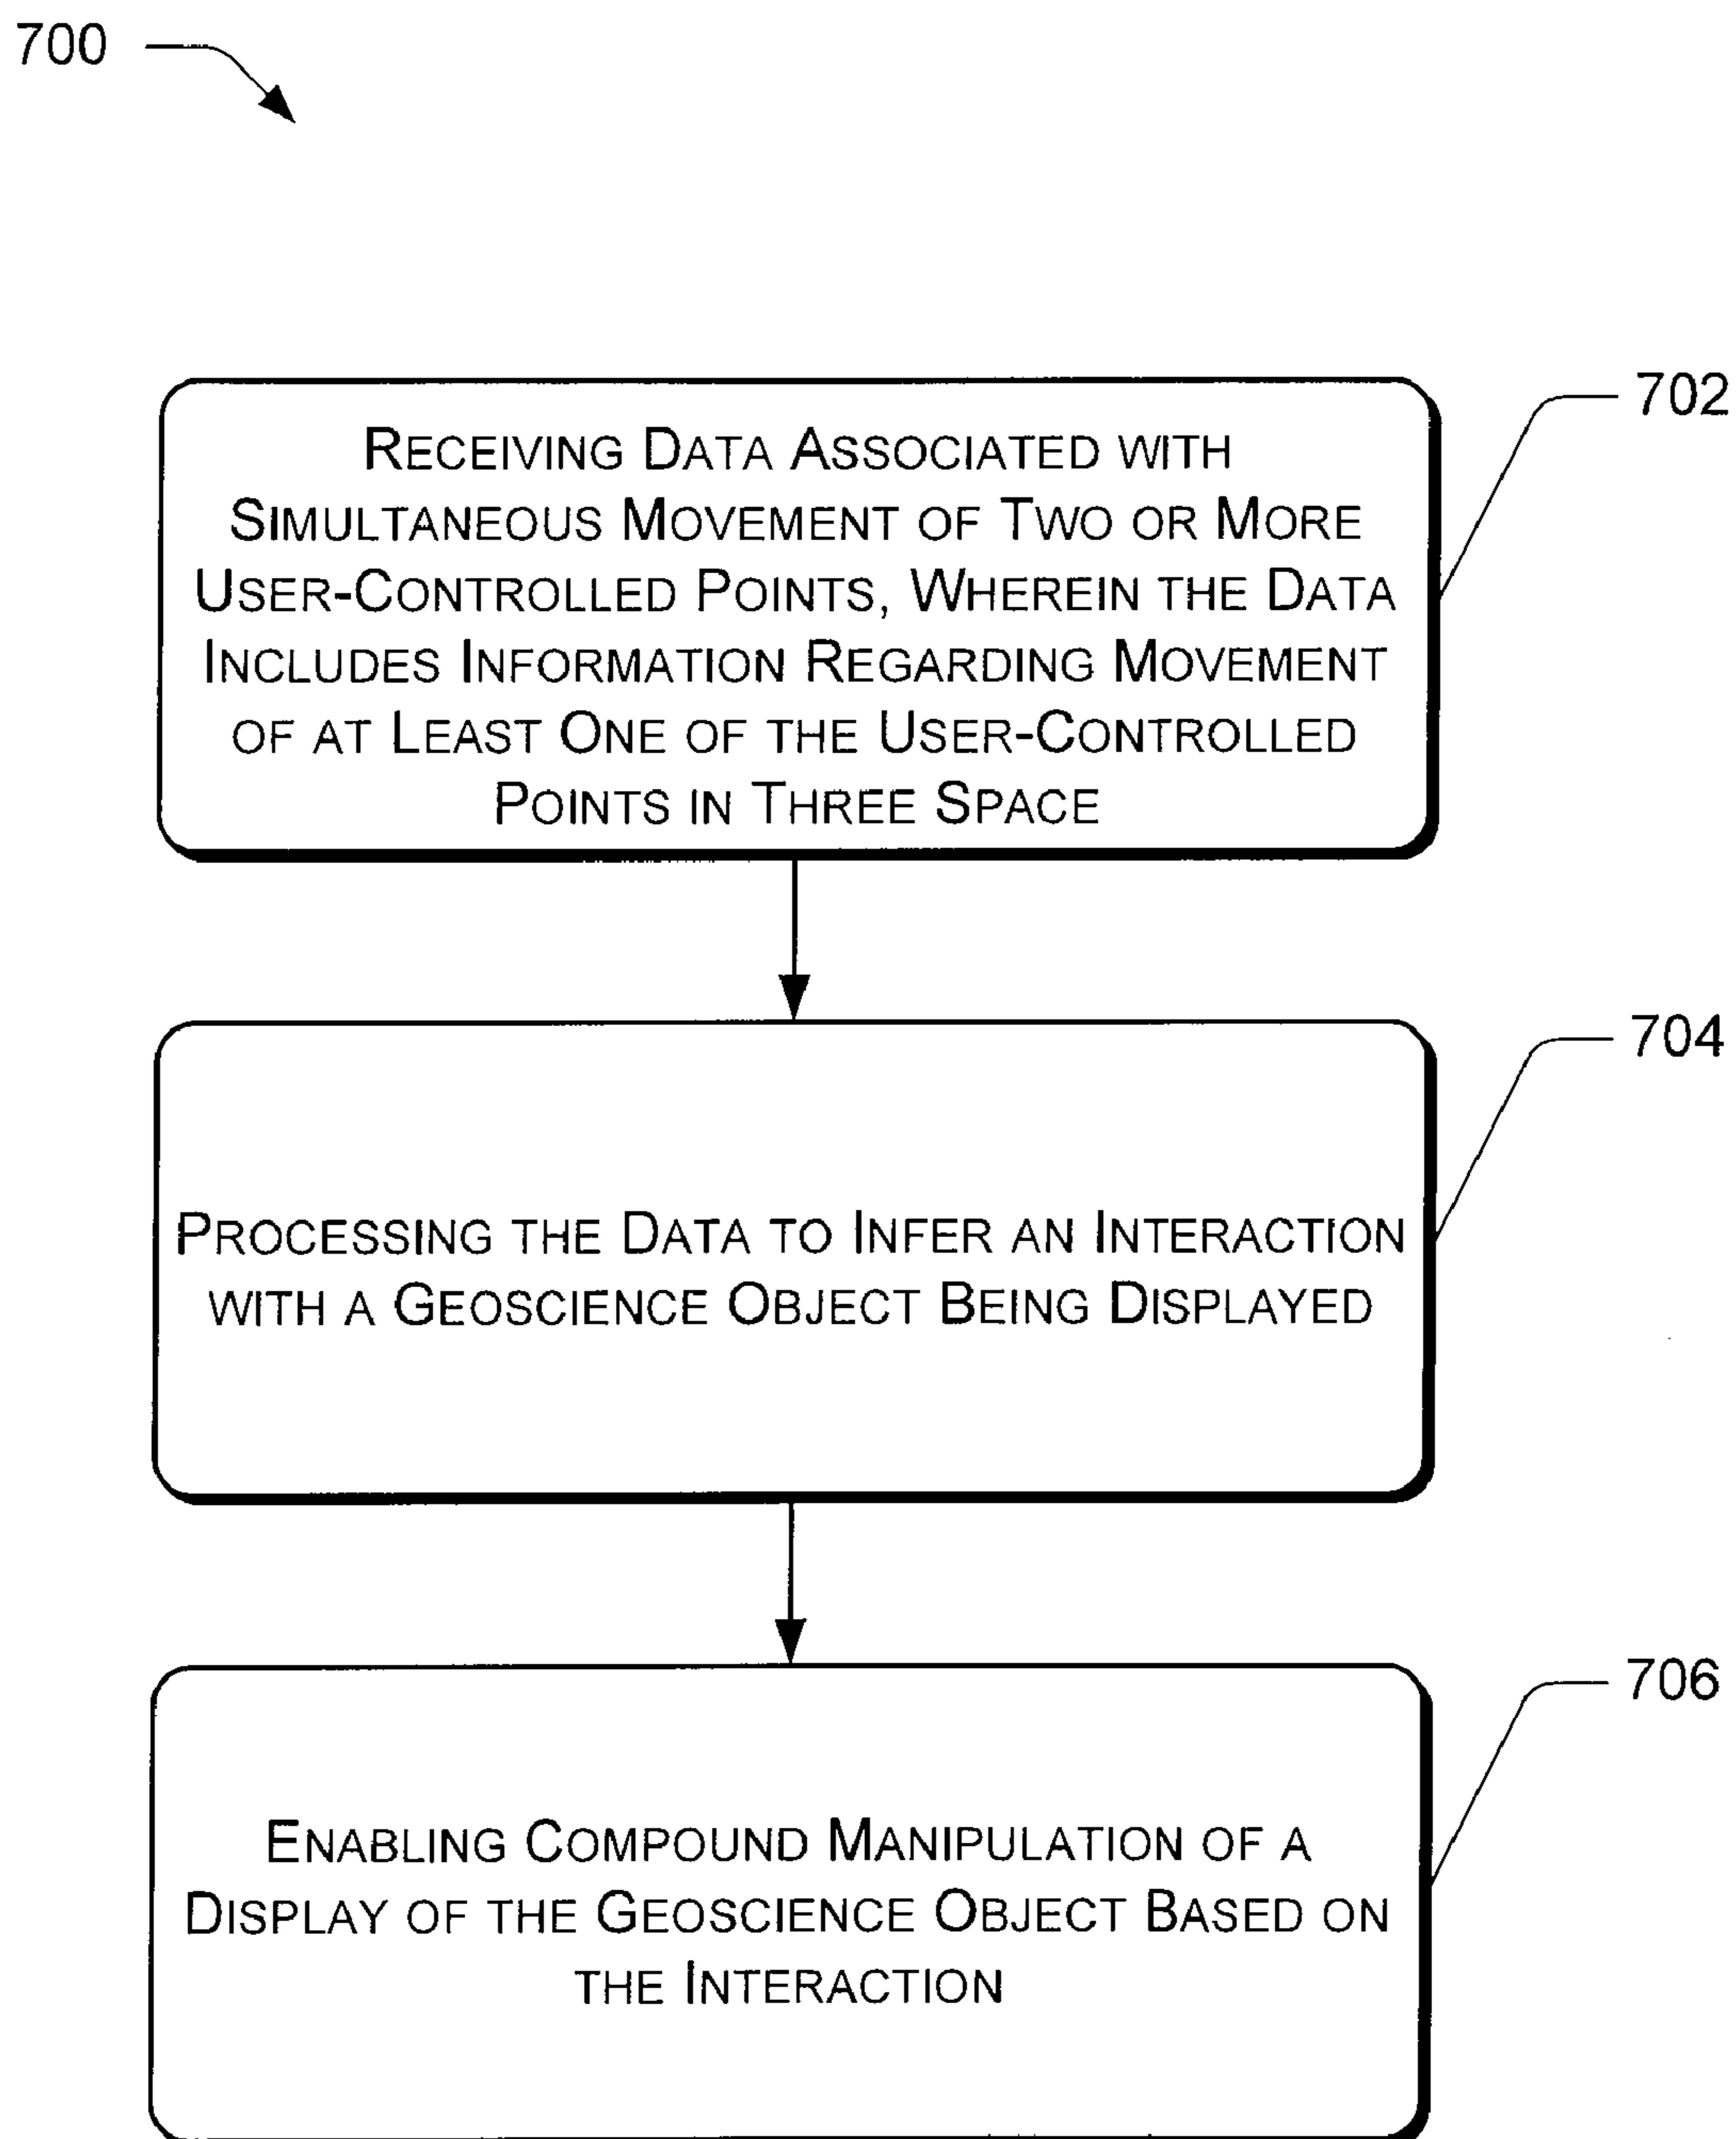 700
702
RECEIVING DATA ASSOCIATED WITH
SIMULTANEOUS MOVEMENT OF TWO OR MORE
USER-CONTROLLED POINTS, WHEREIN THE DATA
INCLUDES INFORMATION REGARDING MOVEMENT
OF AT LEAST ONE OF THE USER-CONTROLLED
POINTS IN THREE SPACE
704
PROCESSING THE DATA TO INFER AN INTERACTION
WITH A GEOSCIENCE OBJECT BEING DISPLAYED
706
ENABLING COMPOUND MANIPULATION OF A
DISPLAY OF THE GEOSCIENCE OBJECT BASED ON
THE INTERACTION